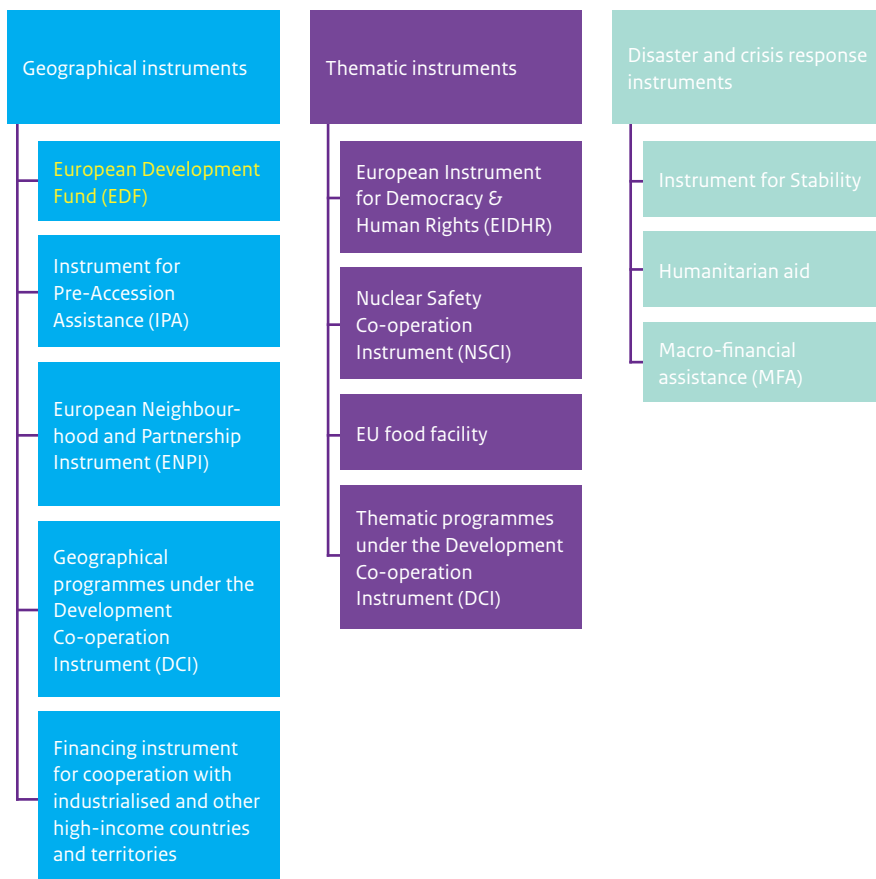 Geographical instruments
European Development
Fund (EDF)
Instrument for
Pre-Accession
Assistance (IPA)
European Neighbour-
hood and Partnership
Instrument (ENPI)
Geographical
programmes under the
Development
Co-operation
Instrument (DCI)
Financing instrument
for cooperation with
industrialised and other
high-income countries
and territories
Thematic instruments
European Instrument
for Democracy &
Human Rights (EIDHR)
Nuclear Safety
Co-operation
Instrument (NSCI)
EU food facility
Thematic programmes
under the Development
Co-operation
Instrument (DCI)
Disaster and crisis response
instruments
Instrument for Stability
Humanitarian aid
Macro-financial
assistance (MFA)